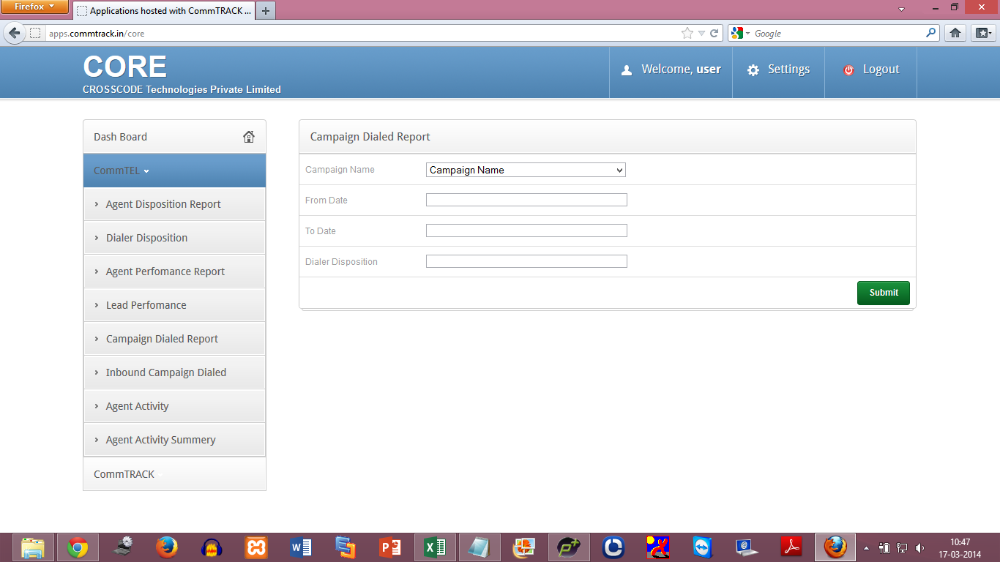 Firefox
Applications hosted with CommTRACK ...
apps.commtrack.in/core
Google
CORE
CROSSCODE Technologies Private Limited
Welcome, user
Settings
Logout
Dash Board
CommTEL
Agent Disposition Report
Dialer Disposition
Agent Perfomance Report
Lead Perfomance
Campaign Dialed Report
Inbound Campaign Dialed
Agent Activity
Agent Activity Summery
CommTRACK
Campaign Dialed Report
Campaign Name
Campaign Name
From Date
To Date
Dialer Disposition
Submit
10:47
17-03-2014